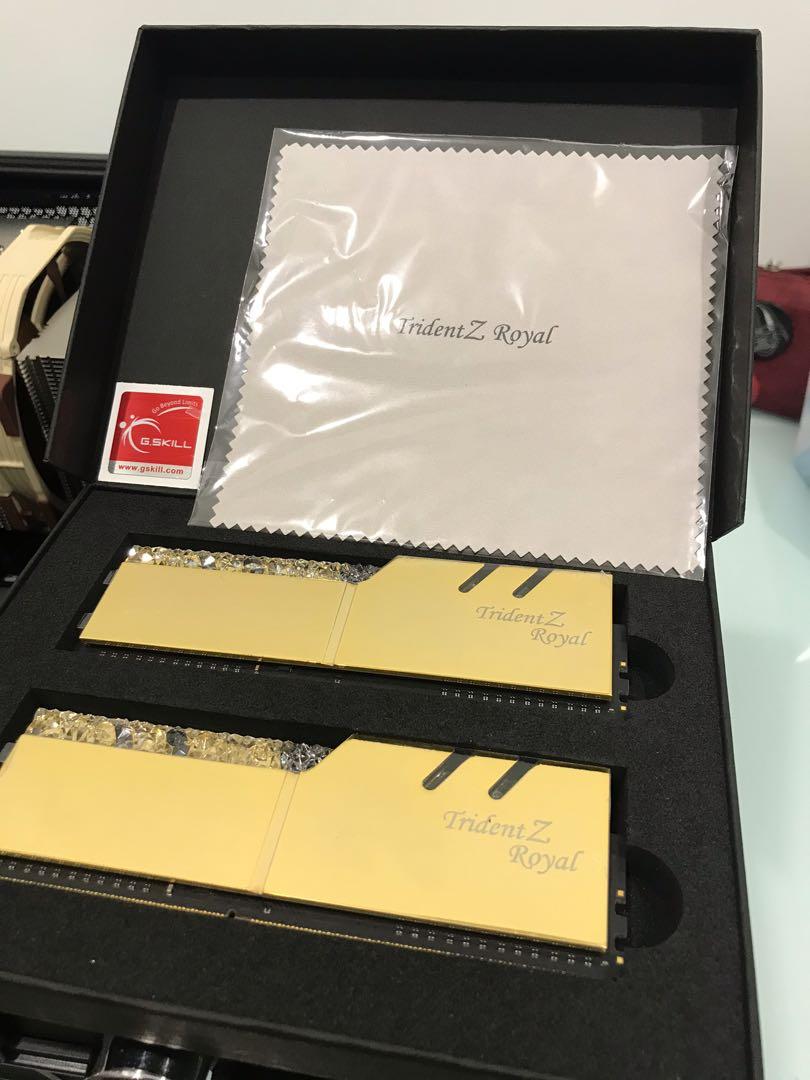 TridentZ Royal
Go Beyond Limits
G.SKILL
www.gskill.com
TridentZ
Royal
TridentZ
Royal